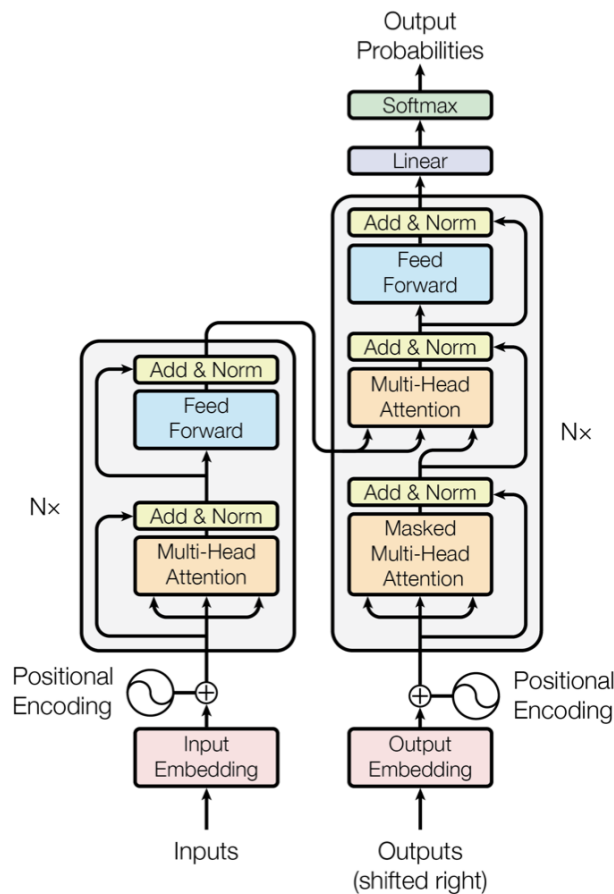 Output
Probabilities
Softmax
Linear
Add & Norm
Feed
Forward
Add & Norm
Multi-Head
Attention
Add & Norm
Masked
Multi-Head
Attention
N×
Add & Norm
Feed
Forward
Add & Norm
Multi-Head
Attention
N×
Positional
Encoding
Positional
Encoding
Input
Embedding
Output
Embedding
Inputs
Outputs
(shifted right)